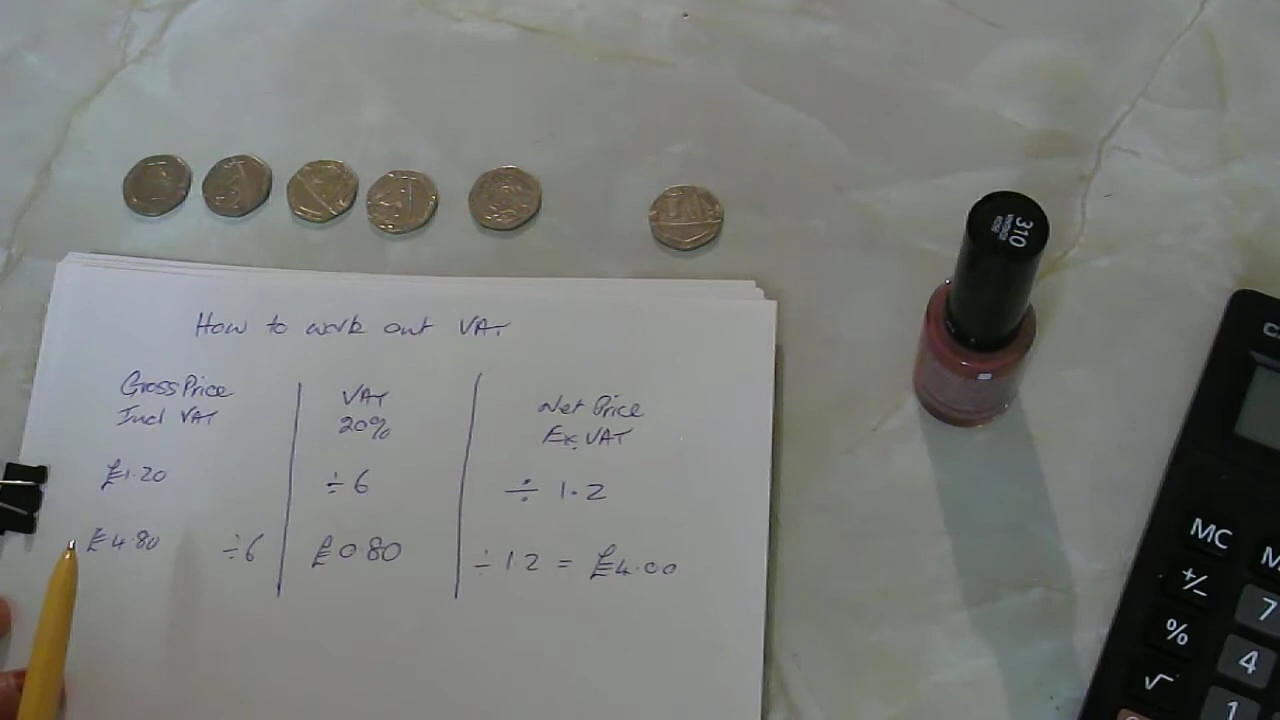 How to work out VAT
Gross Price
Incl VAT
VAT
20%
Net Price
Ex. VAT
£1.20
÷6
÷ 1.2
£4.80 ÷6
£0 80
÷1.2 = £4.00
310
MC
M
+/-
%
√
7
4
1
C